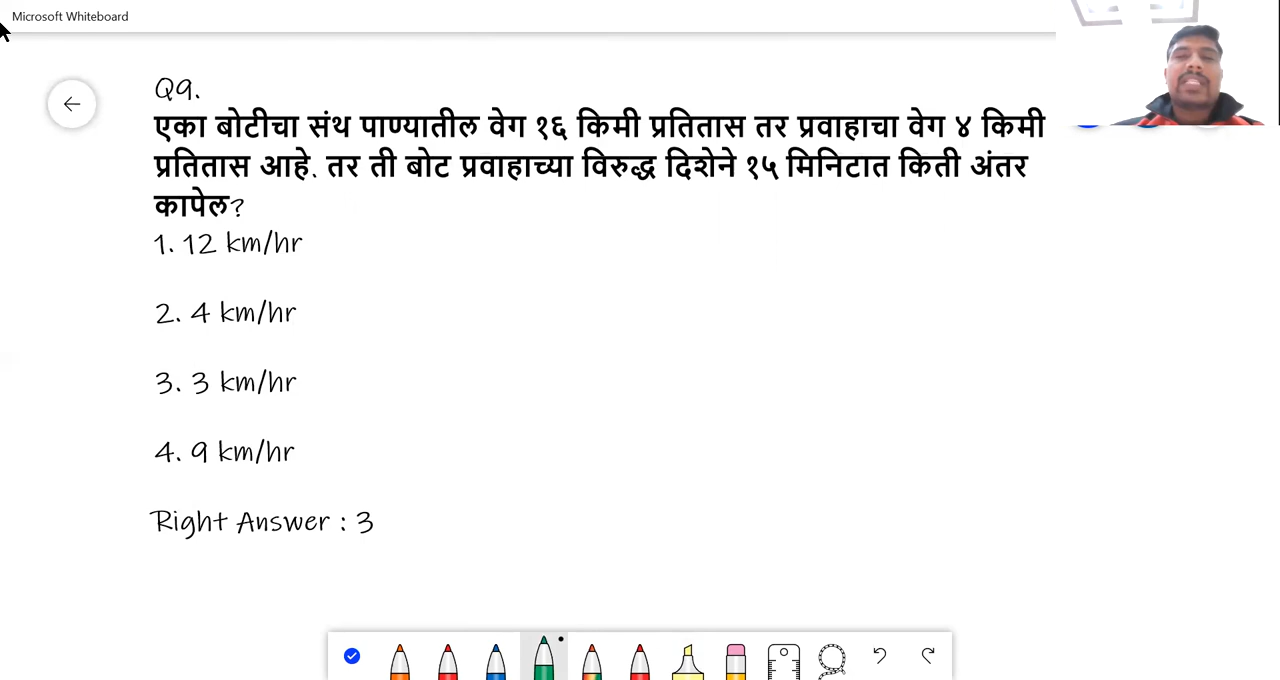 Microsoft Whiteboard
Q9.
एका बोटीचा संथ पाण्यातील वेग १६ किमी प्रतितास तर प्रवाहाचा वेग ४ किमी
प्रतितास आहे. तर ती बोट प्रवाहाच्या विरुद्ध दिशेने १५ मिनिटात किती अंतर
कापेल?
1. 12 km/hr
2. 4 km/hr
3. 3 km/hr
4. 9 km/hr
Right Answer : 3